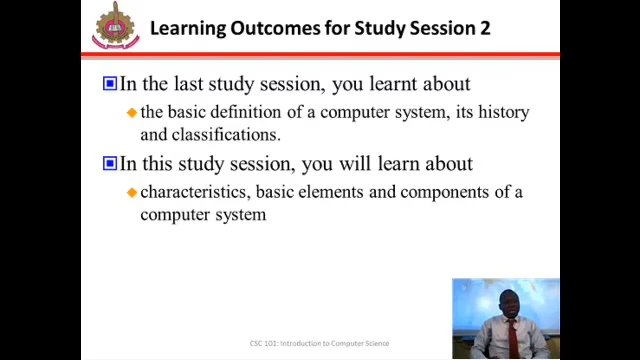 Learning Outcomes for Study Session 2
In the last study session, you learnt about
the basic definition of a computer system, its history
and classifications.
In this study session, you will learn about
characteristics, basic elements and components of a
computer system
CSC 101: Introduction to Computer Science